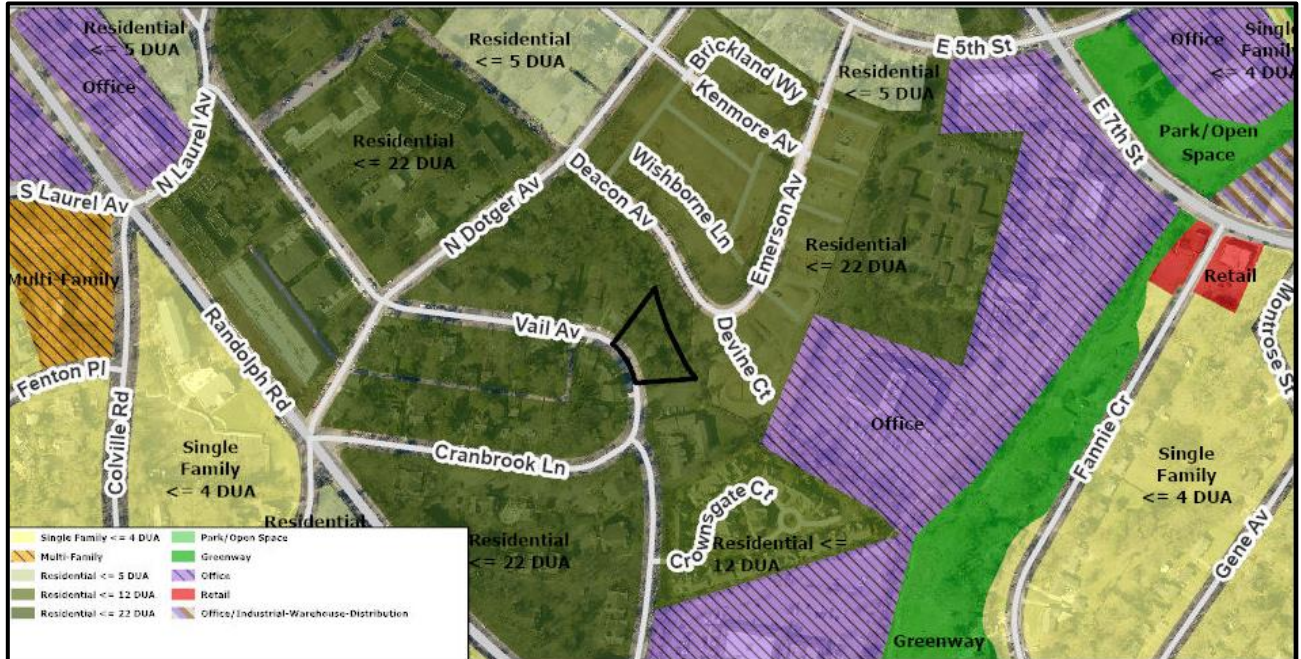 Residential
<= 5 DUA
Office
N Laurel Av
S Laurel Av
Multi-Family
Fenton Pl
Colville Rd
Randolph Rd
Single
Family
<= 4 DUA
Residential
Residential
<= 22 DUA
N Dotger Av
Residential
<= 5 DUA
Brickland Wy
Kenmore Av
Wishborne Ln
Deacon Av
Emerson Av
Devine Ct
Vail Av
Cranbrook Ln
Residential
<= 22 DUA
Crownsgate Ct
Residential <=
12 DUA
Residential
<= 22 DUA
Residential
<= 5 DUA
E 5th St
E 7th St
Office
Single
Family
<= 4 DUA
Park/Open
Space
Retail
Montrose St
Office
Fannie Cr
Single
Family
<= 4 DUA
Gene Av
Greenway
Single Family <= 4 DUA
Multi-Family
Residential <= 5 DUA
Residential <= 12 DUA
Residential <= 22 DUA
Park/Open Space
Greenway
Office
Retail
Office/Industrial-Warehouse-Distribution